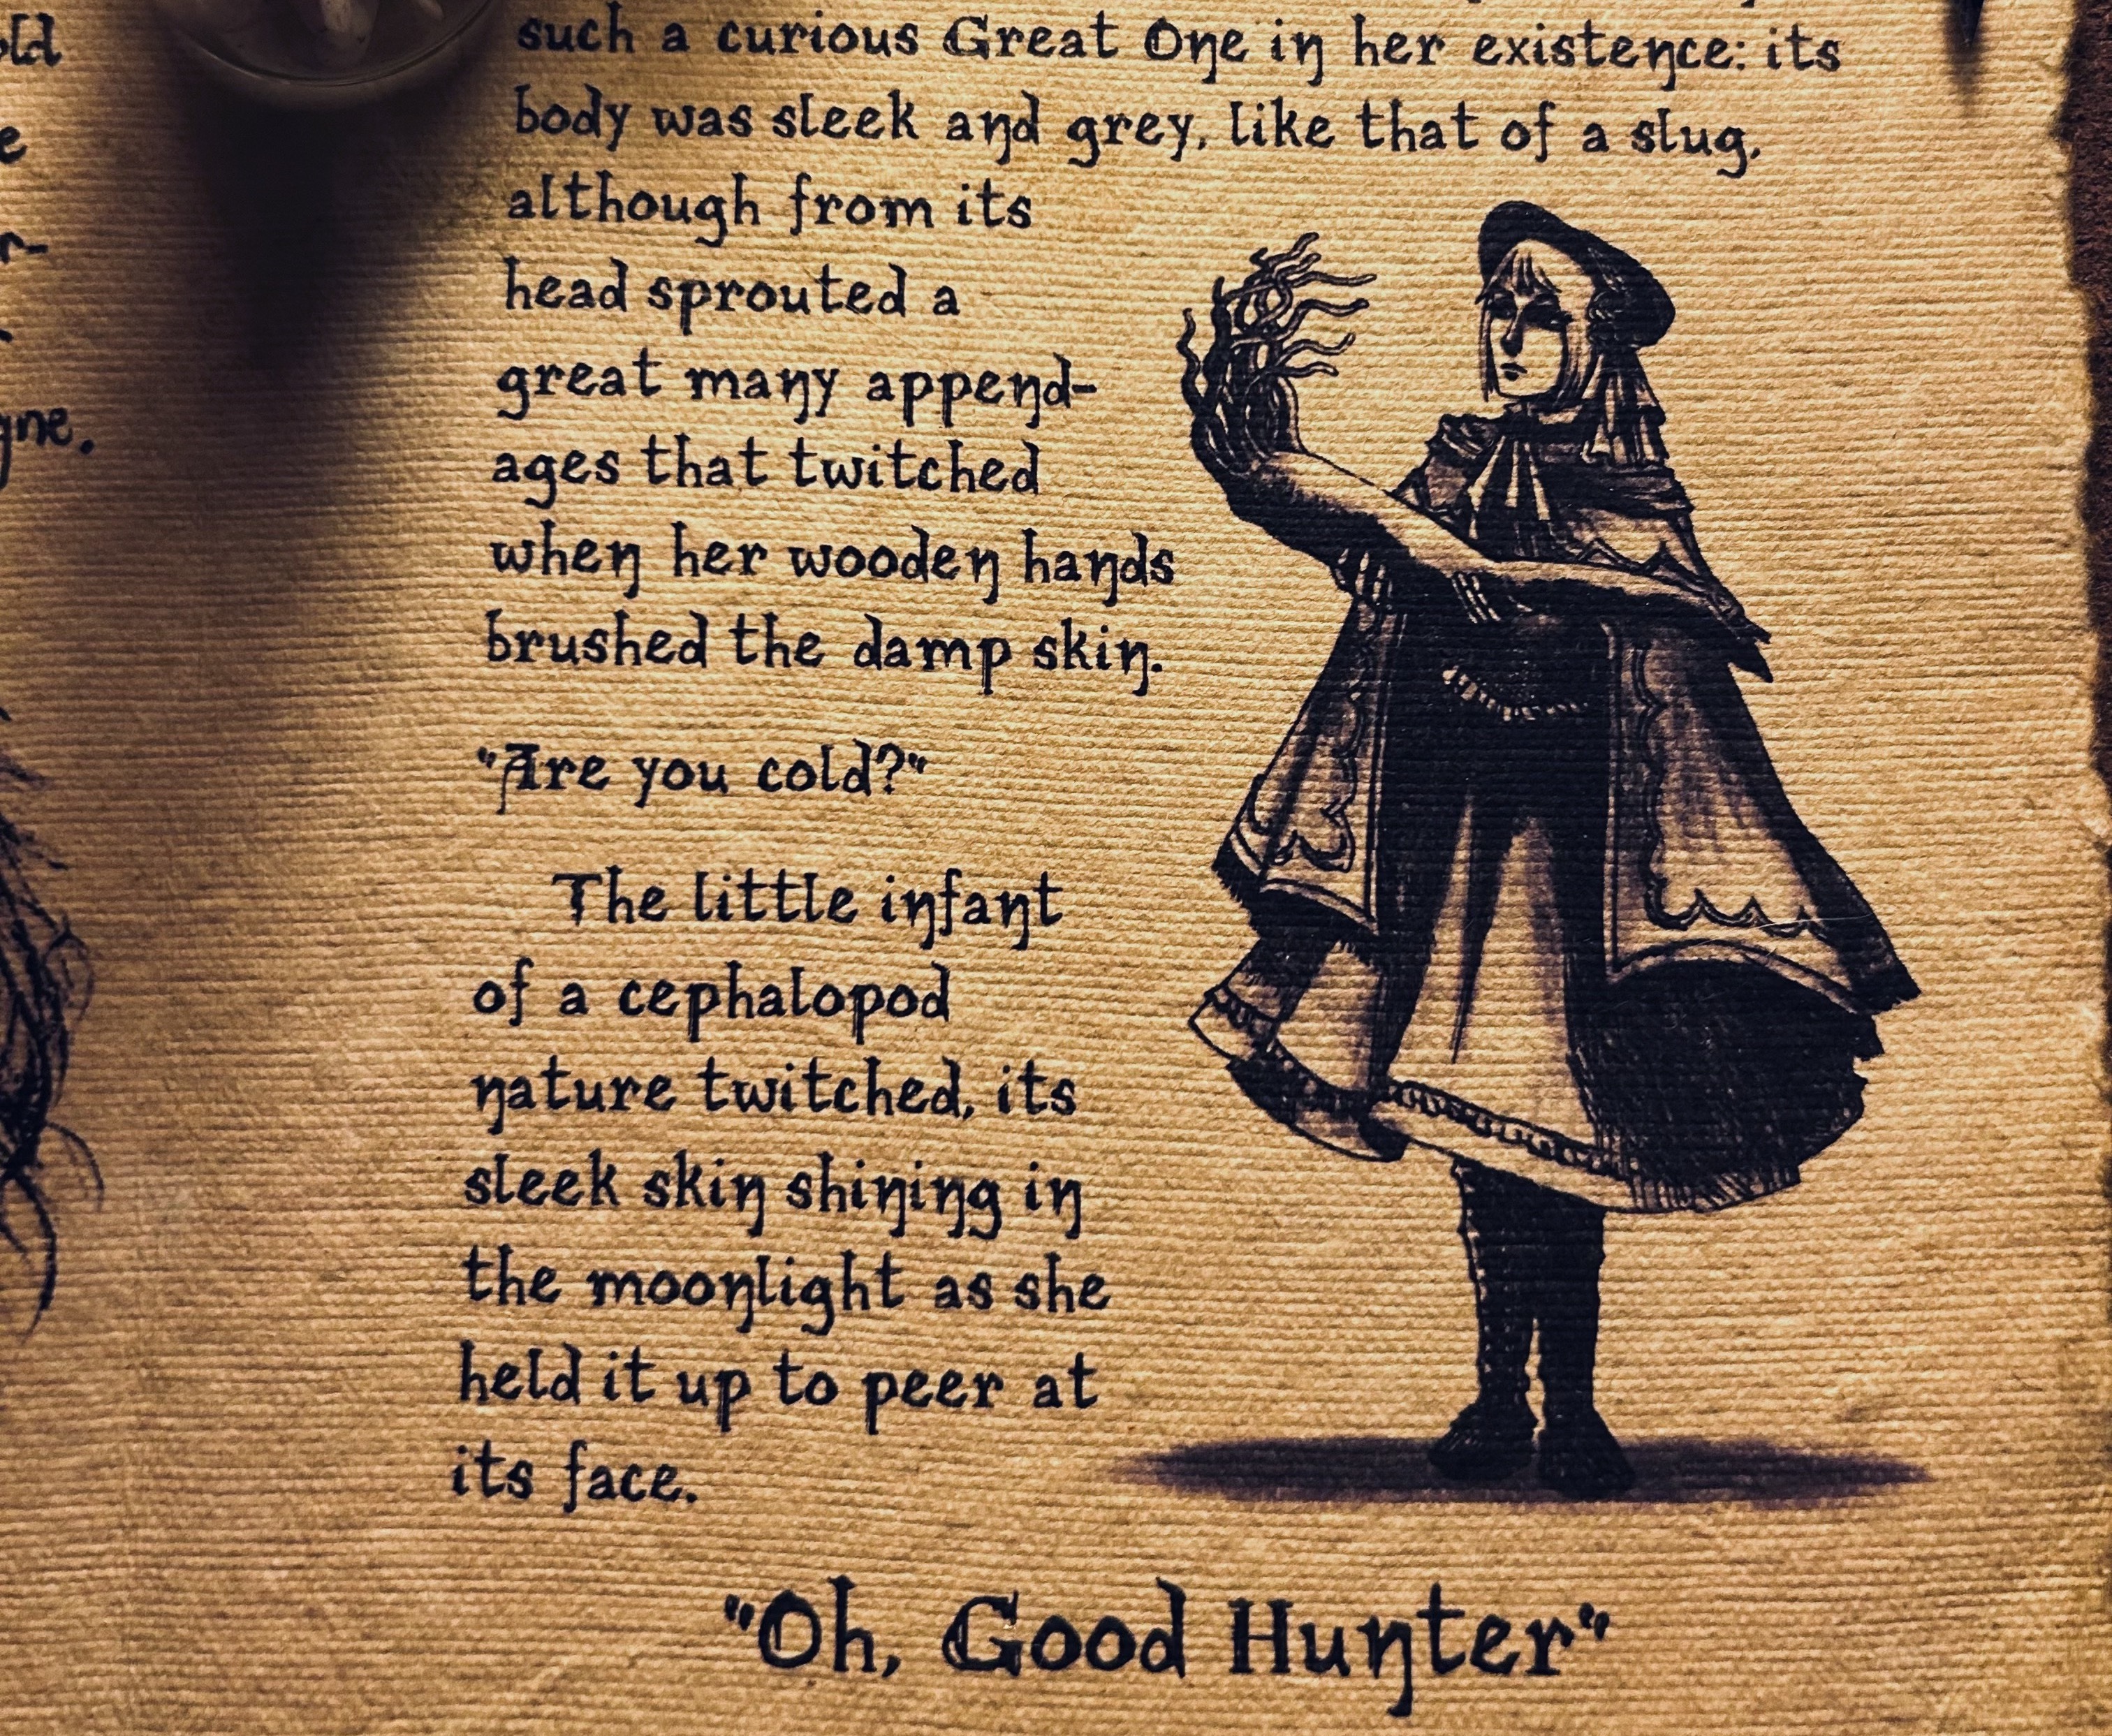 old
e
r-
gne.
such a curious Great One in her existence: its
body was sleek and grey, like that of a slug,
although from its
head sprouted a
great many append-
ages that twitched
when her wooden hands
brushed the damp skin.
"Are you cold?"
The little infant
of a cephalopod
nature twitched, its
sleek skin shining in
the moonlight as she
held it up to peer at
its face.
"Oh, Good Hunter"